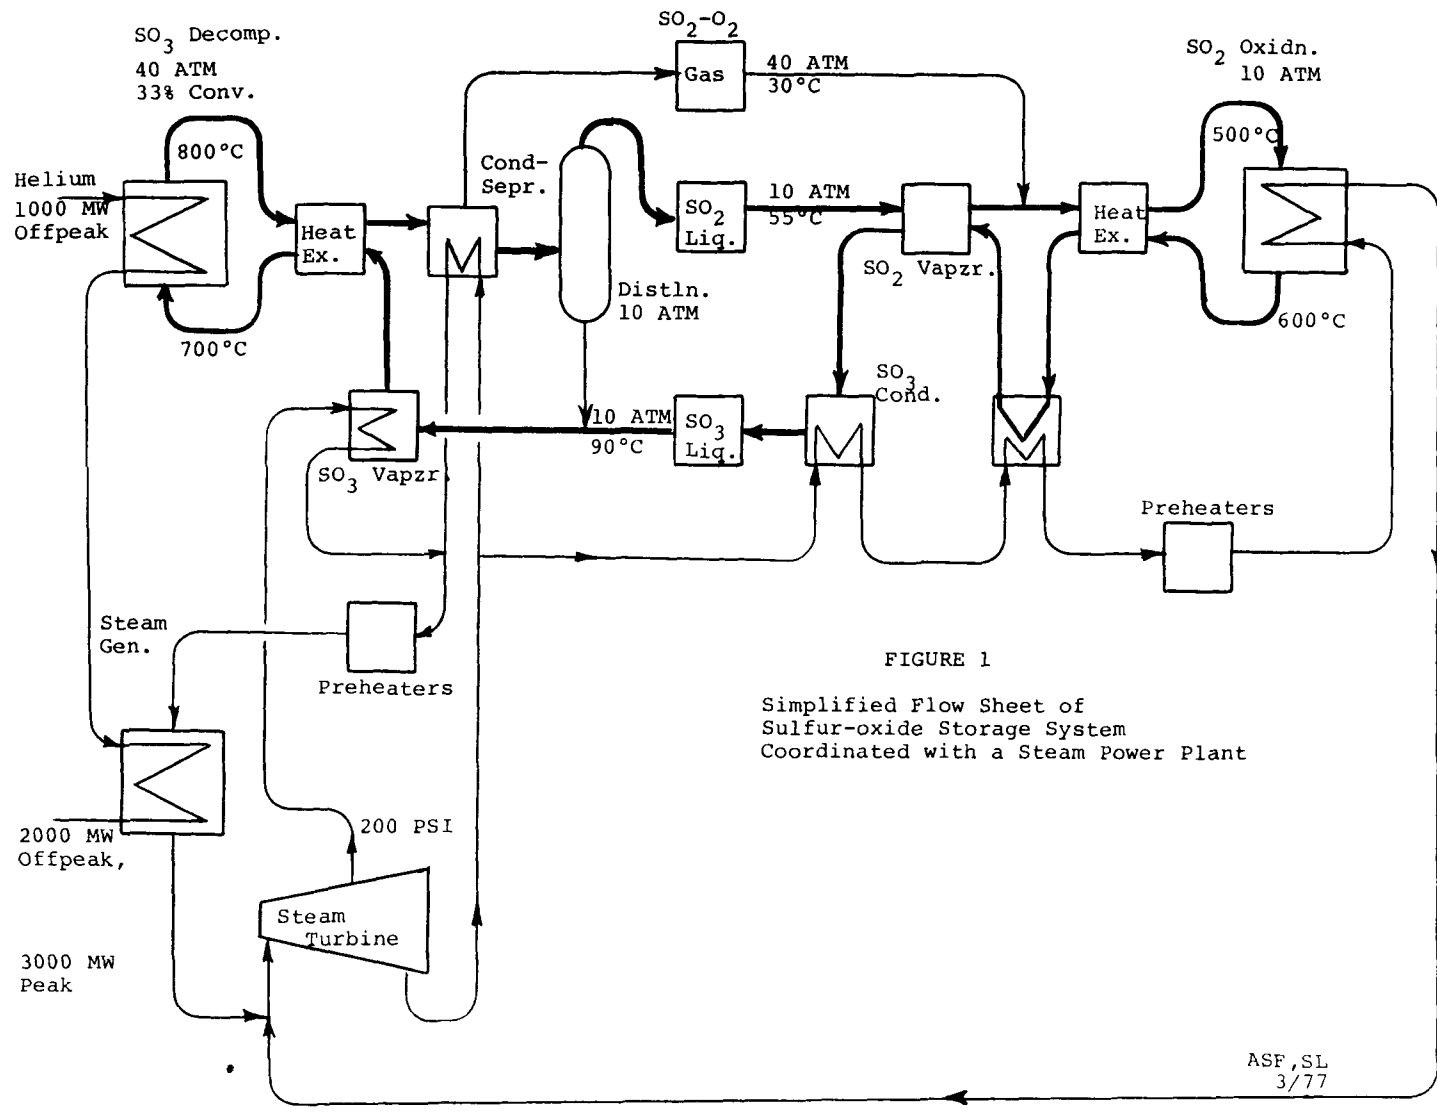 SO2-O2
Gas
40 ATM
30°C
SO3 Decomp.
40 ATM
33% Conv.
800°C
Helium
1000 MW
Offpeak
Heat
Ex.
700°C
Cond-
Sepr.
Distln.
10 ATM
SO2
Liq.
10 ATM
55°C
SO2 Vapzr.
SO2 Oxidn.
10 ATM
500°C
Heat
Ex.
600°C
SO3
Cond.
SO3
Liq.
10 ATM
90°C
SO3 Vapzr.
Preheaters
Steam
Gen.
Preheaters
2000 MW
Offpeak,
3000 MW
Peak
200 PSI
Steam
Turbine
FIGURE 1
Simplified Flow Sheet of
Sulfur-oxide Storage System
Coordinated with a Steam Power Plant
ASF,SL
3/77